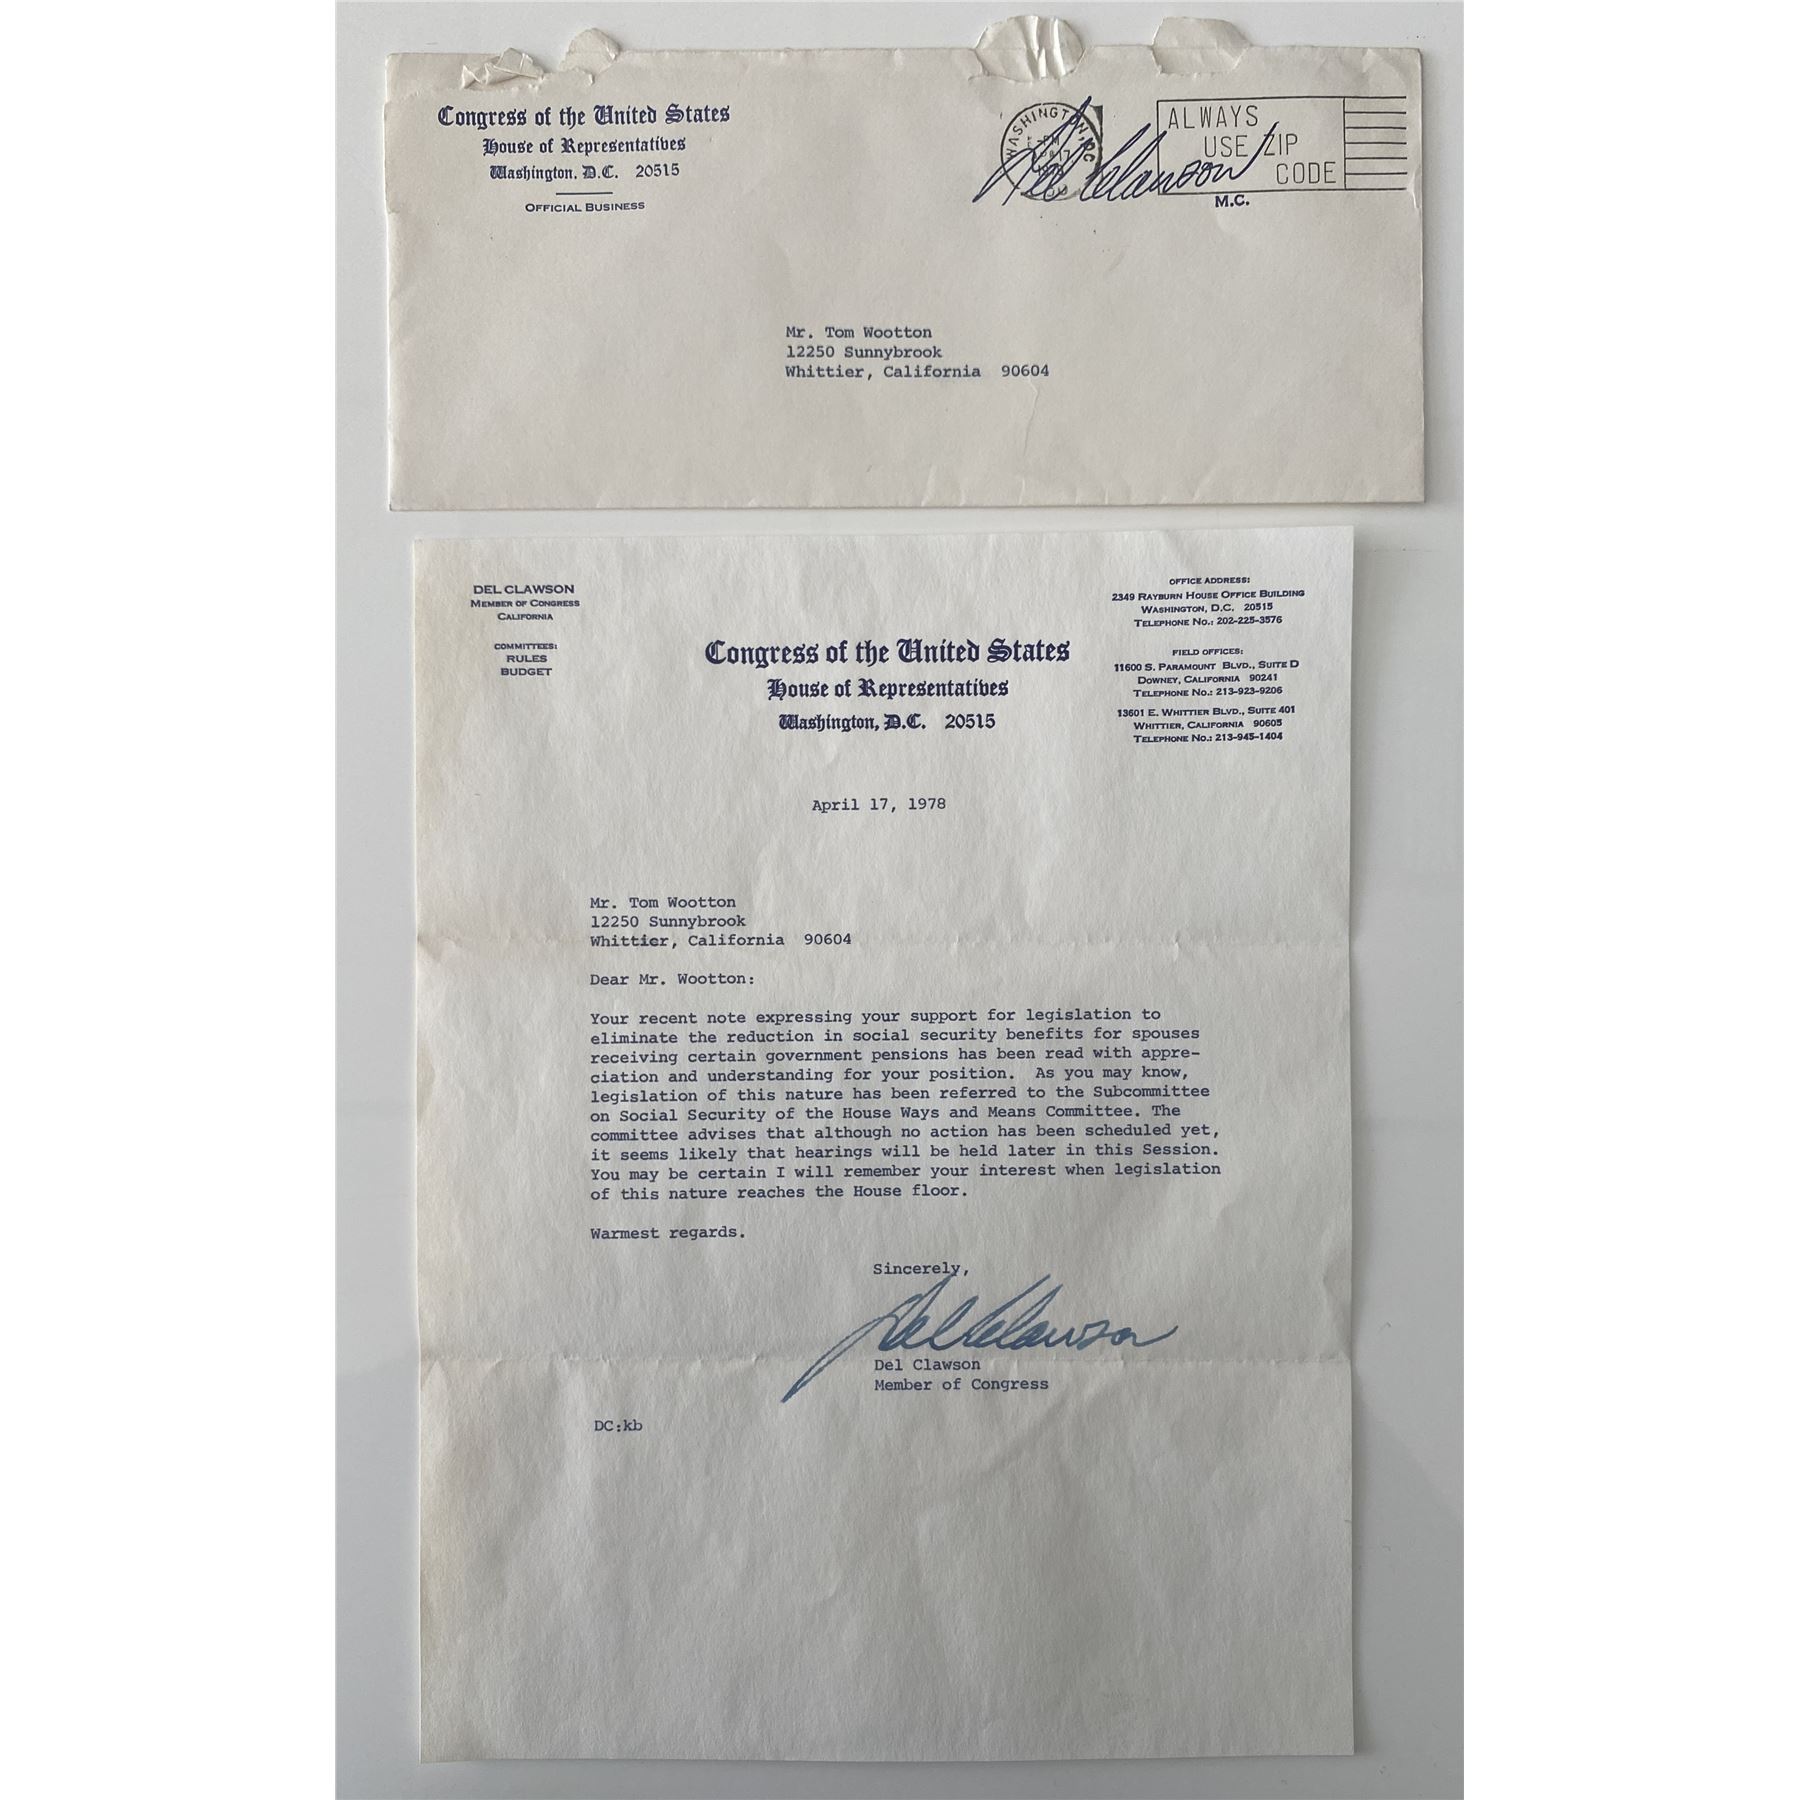 Congress of the United States
House of Representatives
Washington, D.C. 20515
OFFICIAL BUSINESS
WASHINGTON, DC
PM
17
ALWAYS
USE ZIP
CODE
Del Clawson
M.C.
Mr. Tom Wootton
12250 Sunnybrook
Whittier, California 90604
DEL CLAWSON
MEMBER OF CONGRESS
CALIFORNIA
COMMITTEES:
RULES
BUDGET
Congress of the United States
House of Representatives
Washington, D.C. 20515
OFFICE ADDRESS:
2349 RAYBURN HOUSE OFFICE BUILDING
WASHINGTON, D.C. 20515
TELEPHONE NO.: 202-225-3576
FIELD OFFICES:
11600 S. PARAMOUNT BLVD., SUITE D
DOWNEY, CALIFORNIA 90241
TELEPHONE NO.: 213-923-9206
13601 E. WHITTIER BLVD., SUITE 401
WHITTIER, CALIFORNIA 90605
TELEPHONE NO.: 213-945-1404
April 17, 1978
Mr. Tom Wootton
12250 Sunnybrook
Whittier, California 90604
Dear Mr. Wootton:
Your recent note expressing your support for legislation to
eliminate the reduction in social security benefits for spouses
receiving certain government pensions has been read with appre-
ciation and understanding for your position. As you may know,
legislation of this nature has been referred to the Subcommittee
on Social Security of the House Ways and Means Committee. The
committee advises that although no action has been scheduled yet,
it seems likely that hearings will be held later in this Session.
You may be certain I will remember your interest when legislation
of this nature reaches the House floor.
Warmest regards.
Sincerely,
Del Clawson
Del Clawson
Member of Congress
DC:kb